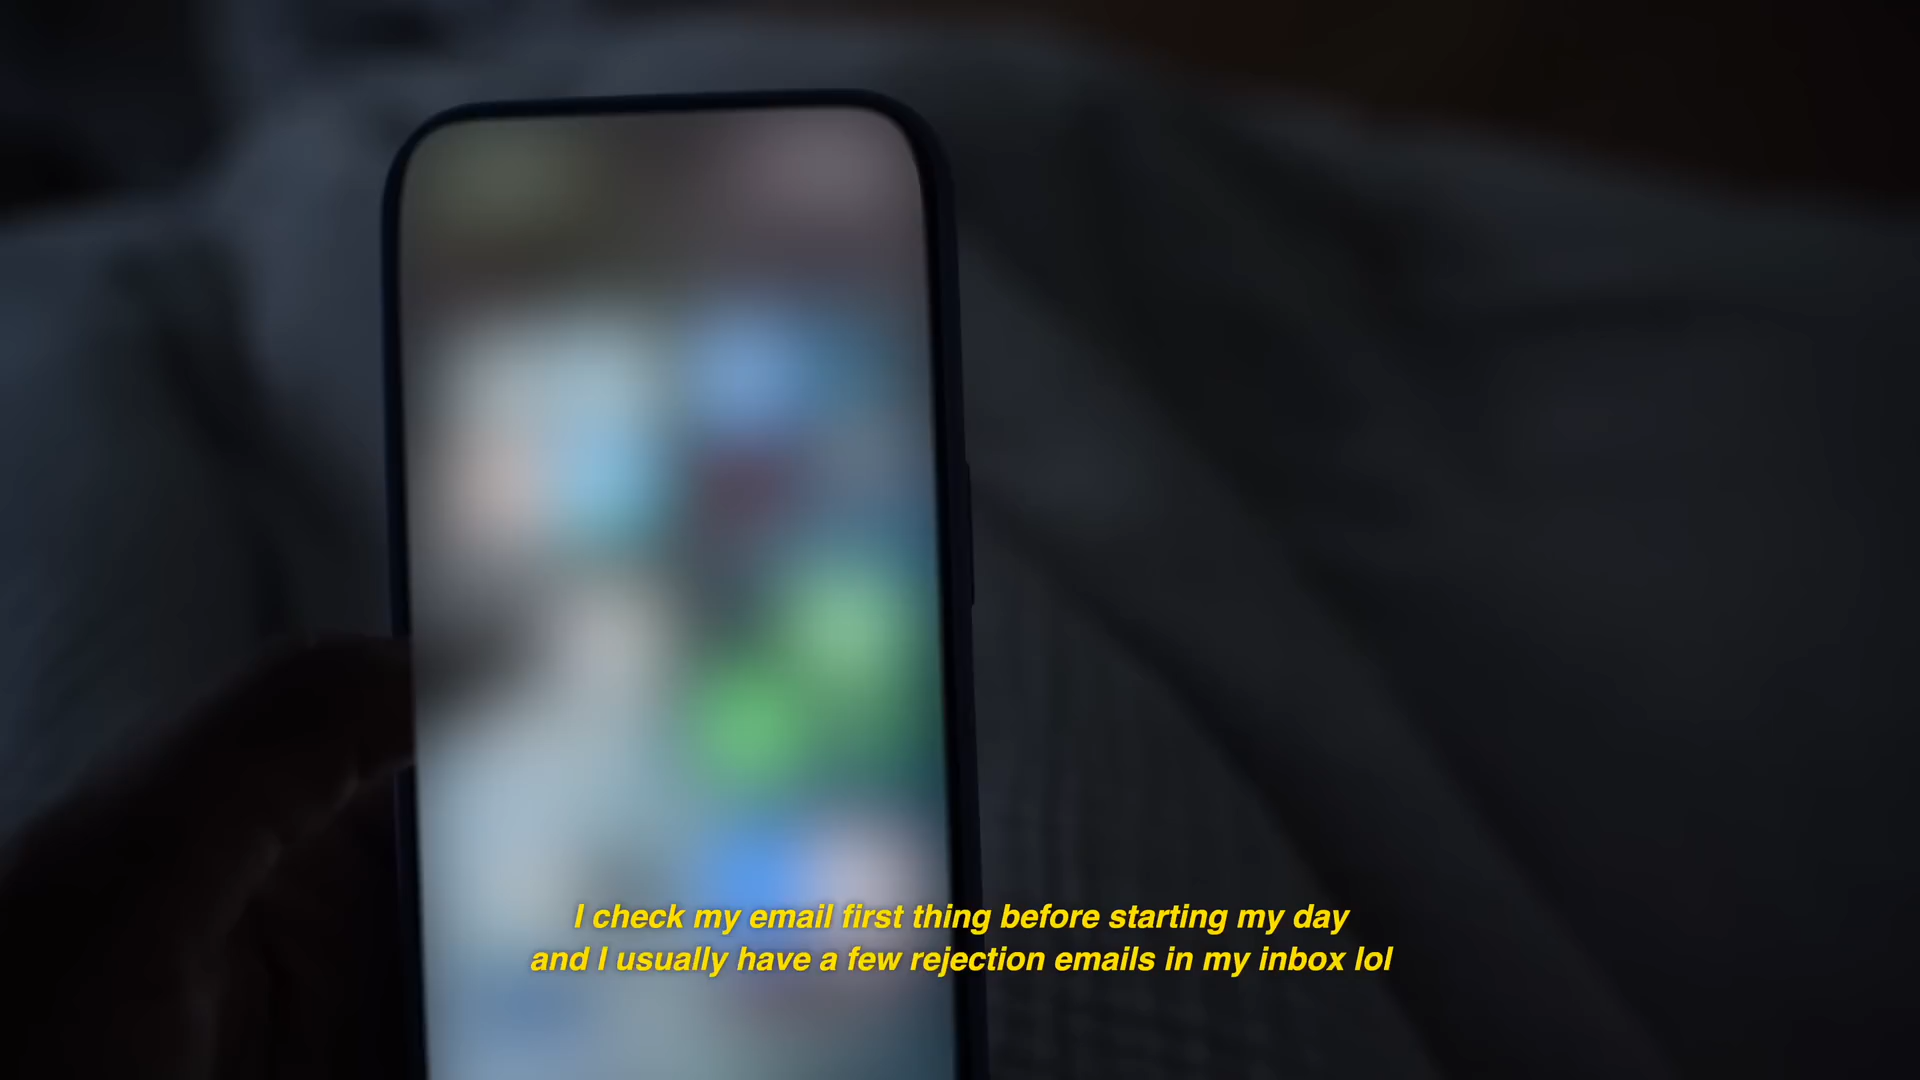 I check my email first thing before starting my day
and I usually have a few rejection emails in my inbox lol